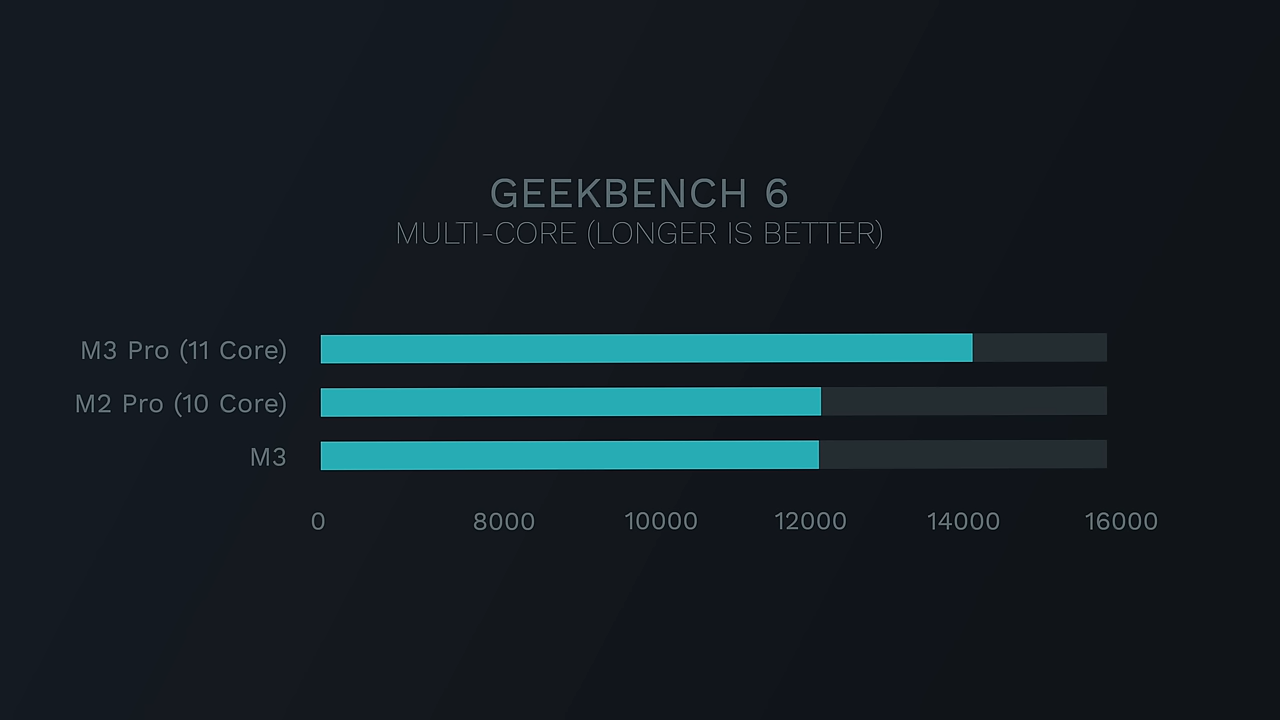 GEEKBENCH 6
MULTI-CORE (LONGER IS BETTER)
M3 Pro (11 Core)
M2 Pro (10 Core)
M3
0 8000 10000 12000 14000 16000